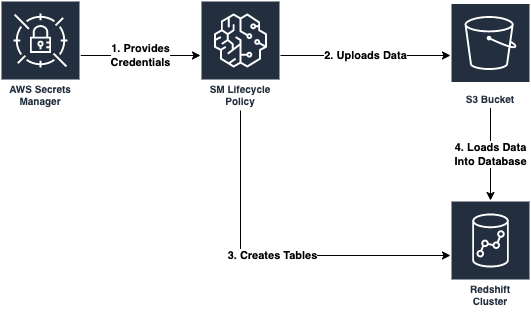 1. Provides
Credentials
2. Uploads Data
AWS Secrets
Manager
SM Lifecycle
Policy
S3 Bucket
4. Loads Data
Into Database
3. Creates Tables
Redshift
Cluster